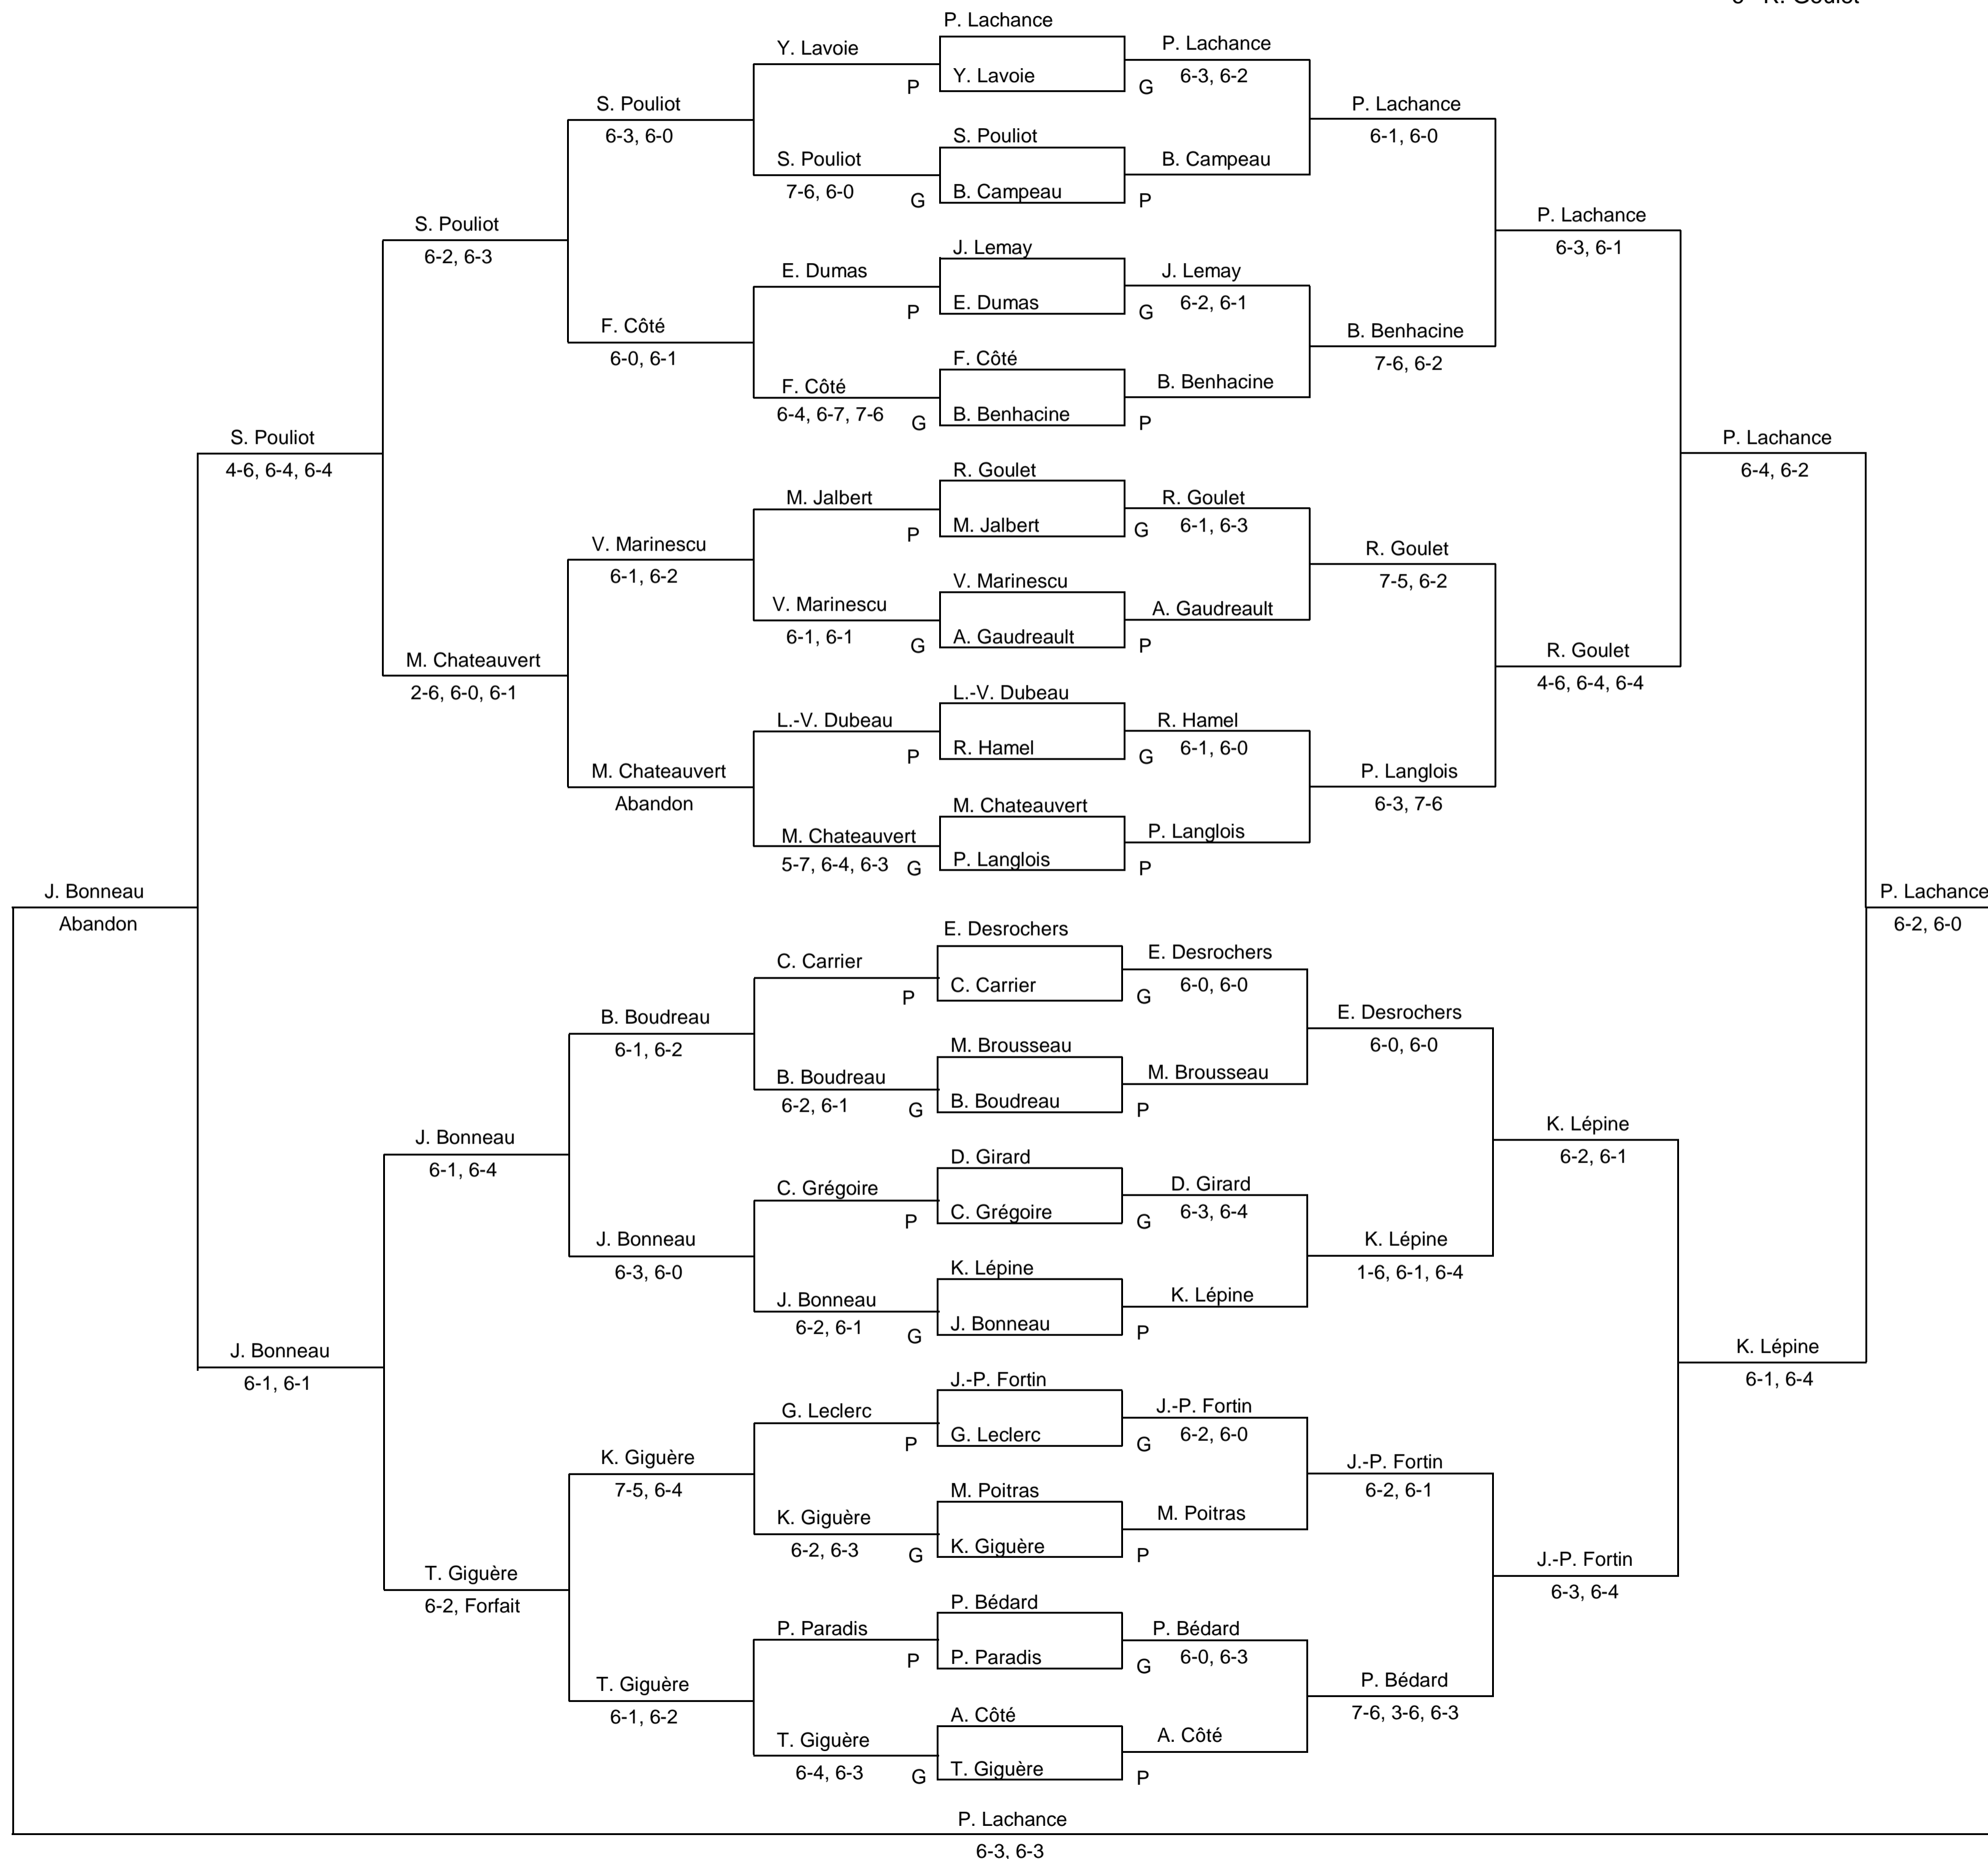 P. Lachance
Y. Lavoie
P. Lachance
P
Y. Lavoie
G
6-3, 6-2
S. Pouliot
6-3, 6-0
P. Lachance
6-1, 6-0
S. Pouliot
S. Pouliot
7-6, 6-0
G
B. Campeau
B. Campeau
P
S. Pouliot
6-2, 6-3
P. Lachance
6-3, 6-1
J. Lemay
E. Dumas
P
E. Dumas
J. Lemay
G
6-2, 6-1
F. Côté
6-0, 6-1
B. Benhacine
7-6, 6-2
F. Côté
F. Côté
6-4, 6-7, 7-6
G
B. Benhacine
B. Benhacine
P
S. Pouliot
4-6, 6-4, 6-4
P. Lachance
6-4, 6-2
R. Goulet
M. Jalbert
P
M. Jalbert
R. Goulet
G
6-1, 6-3
V. Marinescu
6-1, 6-2
R. Goulet
7-5, 6-2
V. Marinescu
V. Marinescu
6-1, 6-1
G
A. Gaudreault
A. Gaudreault
P
M. Chateauvert
2-6, 6-0, 6-1
R. Goulet
4-6, 6-4, 6-4
L.-V. Dubeau
L.-V. Dubeau
P
R. Hamel
R. Hamel
G
6-1, 6-0
M. Chateauvert
Abandon
P. Langlois
6-3, 7-6
M. Chateauvert
M. Chateauvert
5-7, 6-4, 6-3
G
P. Langlois
P. Langlois
P
J. Bonneau
Abandon
P. Lachance
6-2, 6-0
E. Desrochers
C. Carrier
P
C. Carrier
E. Desrochers
G
6-0, 6-0
B. Boudreau
6-1, 6-2
E. Desrochers
6-0, 6-0
M. Brousseau
B. Boudreau
6-2, 6-1
G
B. Boudreau
M. Brousseau
P
J. Bonneau
6-1, 6-4
K. Lépine
6-2, 6-1
D. Girard
C. Grégoire
P
C. Grégoire
D. Girard
G
6-3, 6-4
J. Bonneau
6-3, 6-0
K. Lépine
1-6, 6-1, 6-4
K. Lépine
J. Bonneau
6-2, 6-1
G
J. Bonneau
K. Lépine
P
J. Bonneau
6-1, 6-1
K. Lépine
6-1, 6-4
J.-P. Fortin
G. Leclerc
P
G. Leclerc
J.-P. Fortin
G
6-2, 6-0
K. Giguère
7-5, 6-4
J.-P. Fortin
6-2, 6-1
M. Poitras
K. Giguère
6-2, 6-3
G
K. Giguère
M. Poitras
P
T. Giguère
6-2, Forfait
J.-P. Fortin
6-3, 6-4
P. Bédard
P. Paradis
P
P. Paradis
P. Bédard
G
6-0, 6-3
T. Giguère
6-1, 6-2
P. Bédard
7-6, 3-6, 6-3
A. Côté
T. Giguère
6-4, 6-3
G
T. Giguère
A. Côté
P
P. Lachance
6-3, 6-3